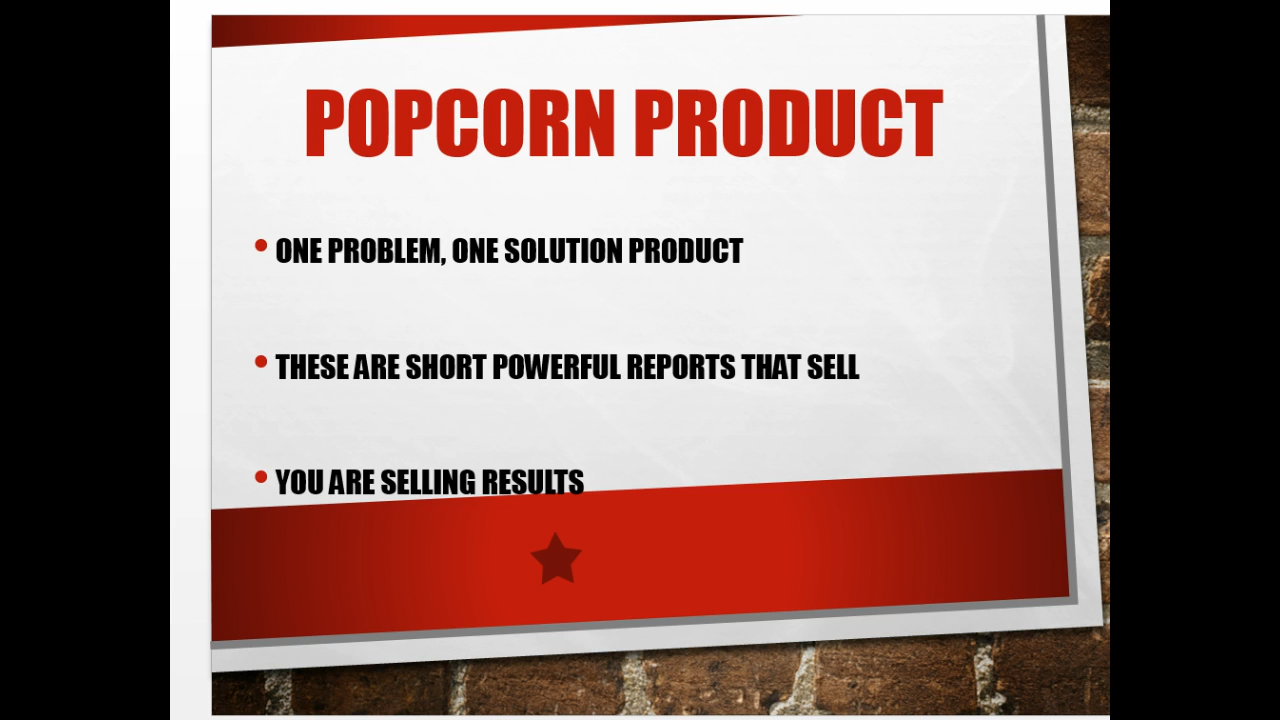 POPCORN PRODUCT
• ONE PROBLEM, ONE SOLUTION PRODUCT
• THESE ARE SHORT POWERFUL REPORTS THAT SELL
• YOU ARE SELLING RESULTS